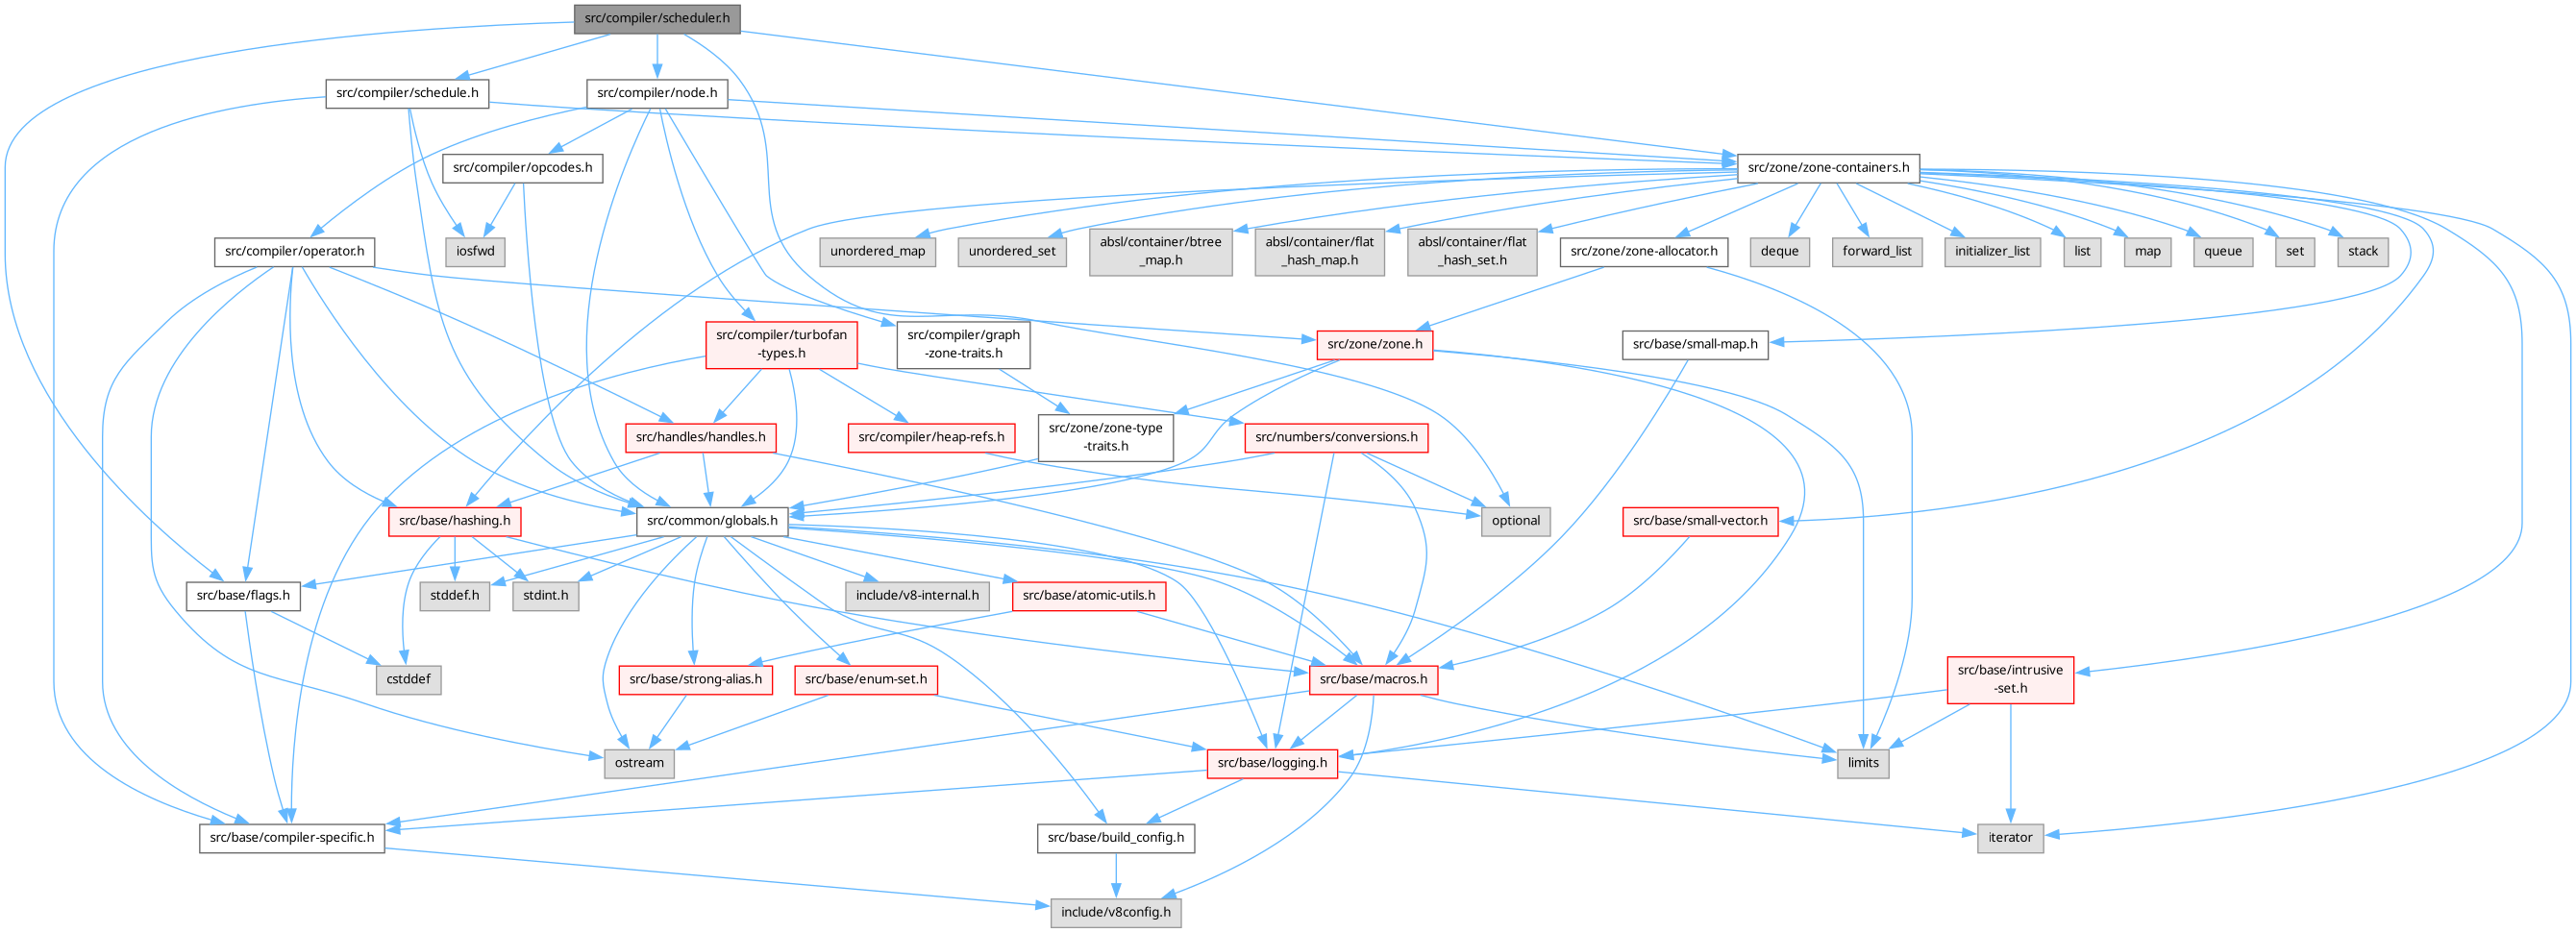 src/compiler/scheduler.h
src/compiler/schedule.h
src/compiler/node.h
src/compiler/opcodes.h
src/zone/zone-containers.h
src/compiler/operator.h
iosfwd
unordered_map
unordered_set
absl/container/btree
_map.h
absl/container/flat
_hash_map.h
absl/container/flat
_hash_set.h
src/zone/zone-allocator.h
deque
forward_list
initializer_list
list
map
queue
set
stack
src/compiler/turbofan
-types.h
src/compiler/graph
-zone-traits.h
src/zone/zone.h
src/base/small-map.h
src/handles/handles.h
src/compiler/heap-refs.h
src/zone/zone-type
-traits.h
src/numbers/conversions.h
src/base/hashing.h
src/common/globals.h
optional
src/base/small-vector.h
src/base/flags.h
stddef.h
stdint.h
include/v8-internal.h
src/base/atomic-utils.h
cstddef
src/base/strong-alias.h
src/base/enum-set.h
src/base/macros.h
src/base/intrusive
-set.h
ostream
src/base/logging.h
limits
src/base/compiler-specific.h
src/base/build_config.h
iterator
include/v8config.h